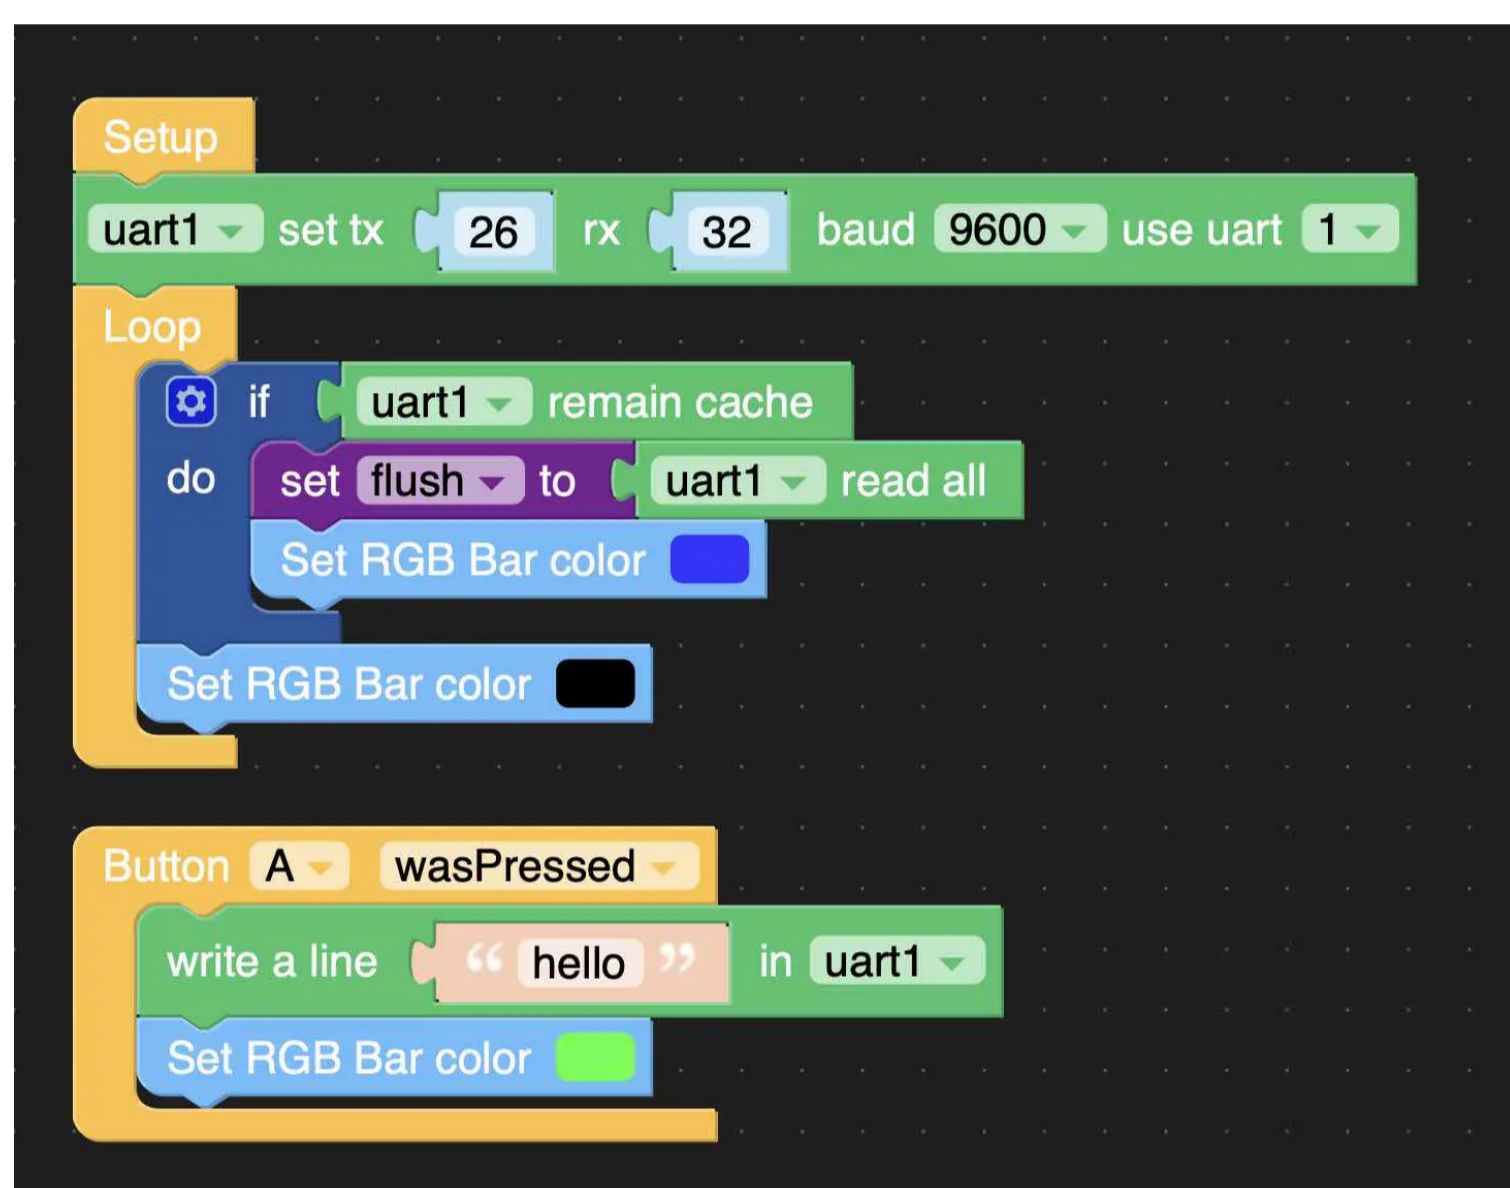 Setup
uart1 set tx 26 rx 32 baud 9600 use uart 1
Loop
if uart1 remain cache
do set flush to uart1 read all
Set RGB Bar color
Set RGB Bar color
Button A wasPressed
write a line “ hello ” in uart1
Set RGB Bar color